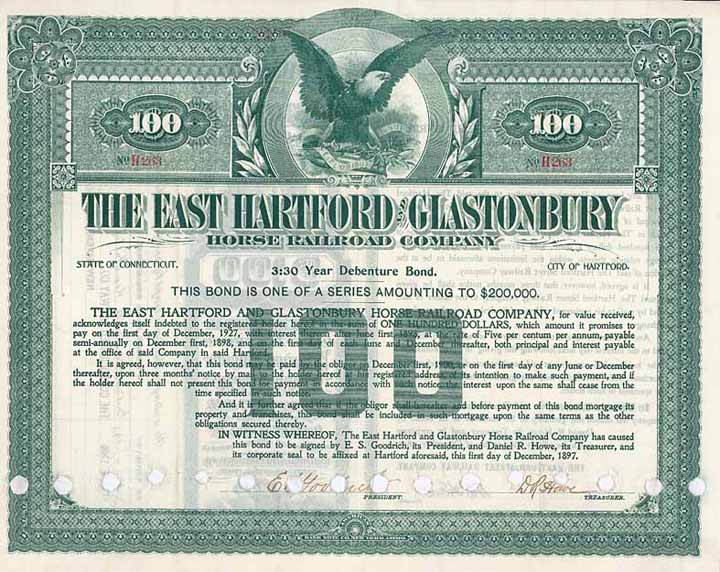 100
100
No H263
No H263
THE EAST HARTFORD AND GLASTONBURY
HORSE RAILROAD COMPANY
STATE OF CONNECTICUT.
CITY OF HARTFORD.
3:30 Year Debenture Bond.
THIS BOND IS ONE OF A SERIES AMOUNTING TO $200,000.
THE EAST HARTFORD AND GLASTONBURY HORSE RAILROAD COMPANY, for value received,
acknowledges itself indebted to the registered holder hereof in the sum of ONE HUNDRED DOLLARS, which amount it promises to
pay on the first day of December, 1927, with interest thereon after June first, 1898, at the rate of Five per centum per annum, payable
semi-annually on December first, 1898, and on the first day of each June and December thereafter, both principal and interest payable
at the office of said Company in said Hartford.
It is agreed, however, that this bond may be paid by the obligor on December first, 1900, or on the first day of any June or December
thereafter, upon three months' notice by mail to the holder hereof at his registered address, of its intention to make such payment, and if
the holder hereof shall not present this bond for payment in accordance with such notice the interest upon the same shall cease from the
time specified in such notice.
And it is further agreed that if the obligor shall hereafter and before payment of this bond mortgage its
property and franchises, this bond shall be included in such mortgage upon the same terms as the other
obligations secured thereby.
IN WITNESS WHEREOF, The East Hartford and Glastonbury Horse Railroad Company has caused
this bond to be signed by E. S. Goodrich, its President, and Daniel R. Howe, its Treasurer, and
its corporate seal to be affixed at Hartford aforesaid, this first day of December, 1897.
100
E S Goodrich
D R Howe
PRESIDENT.
TREASURER.